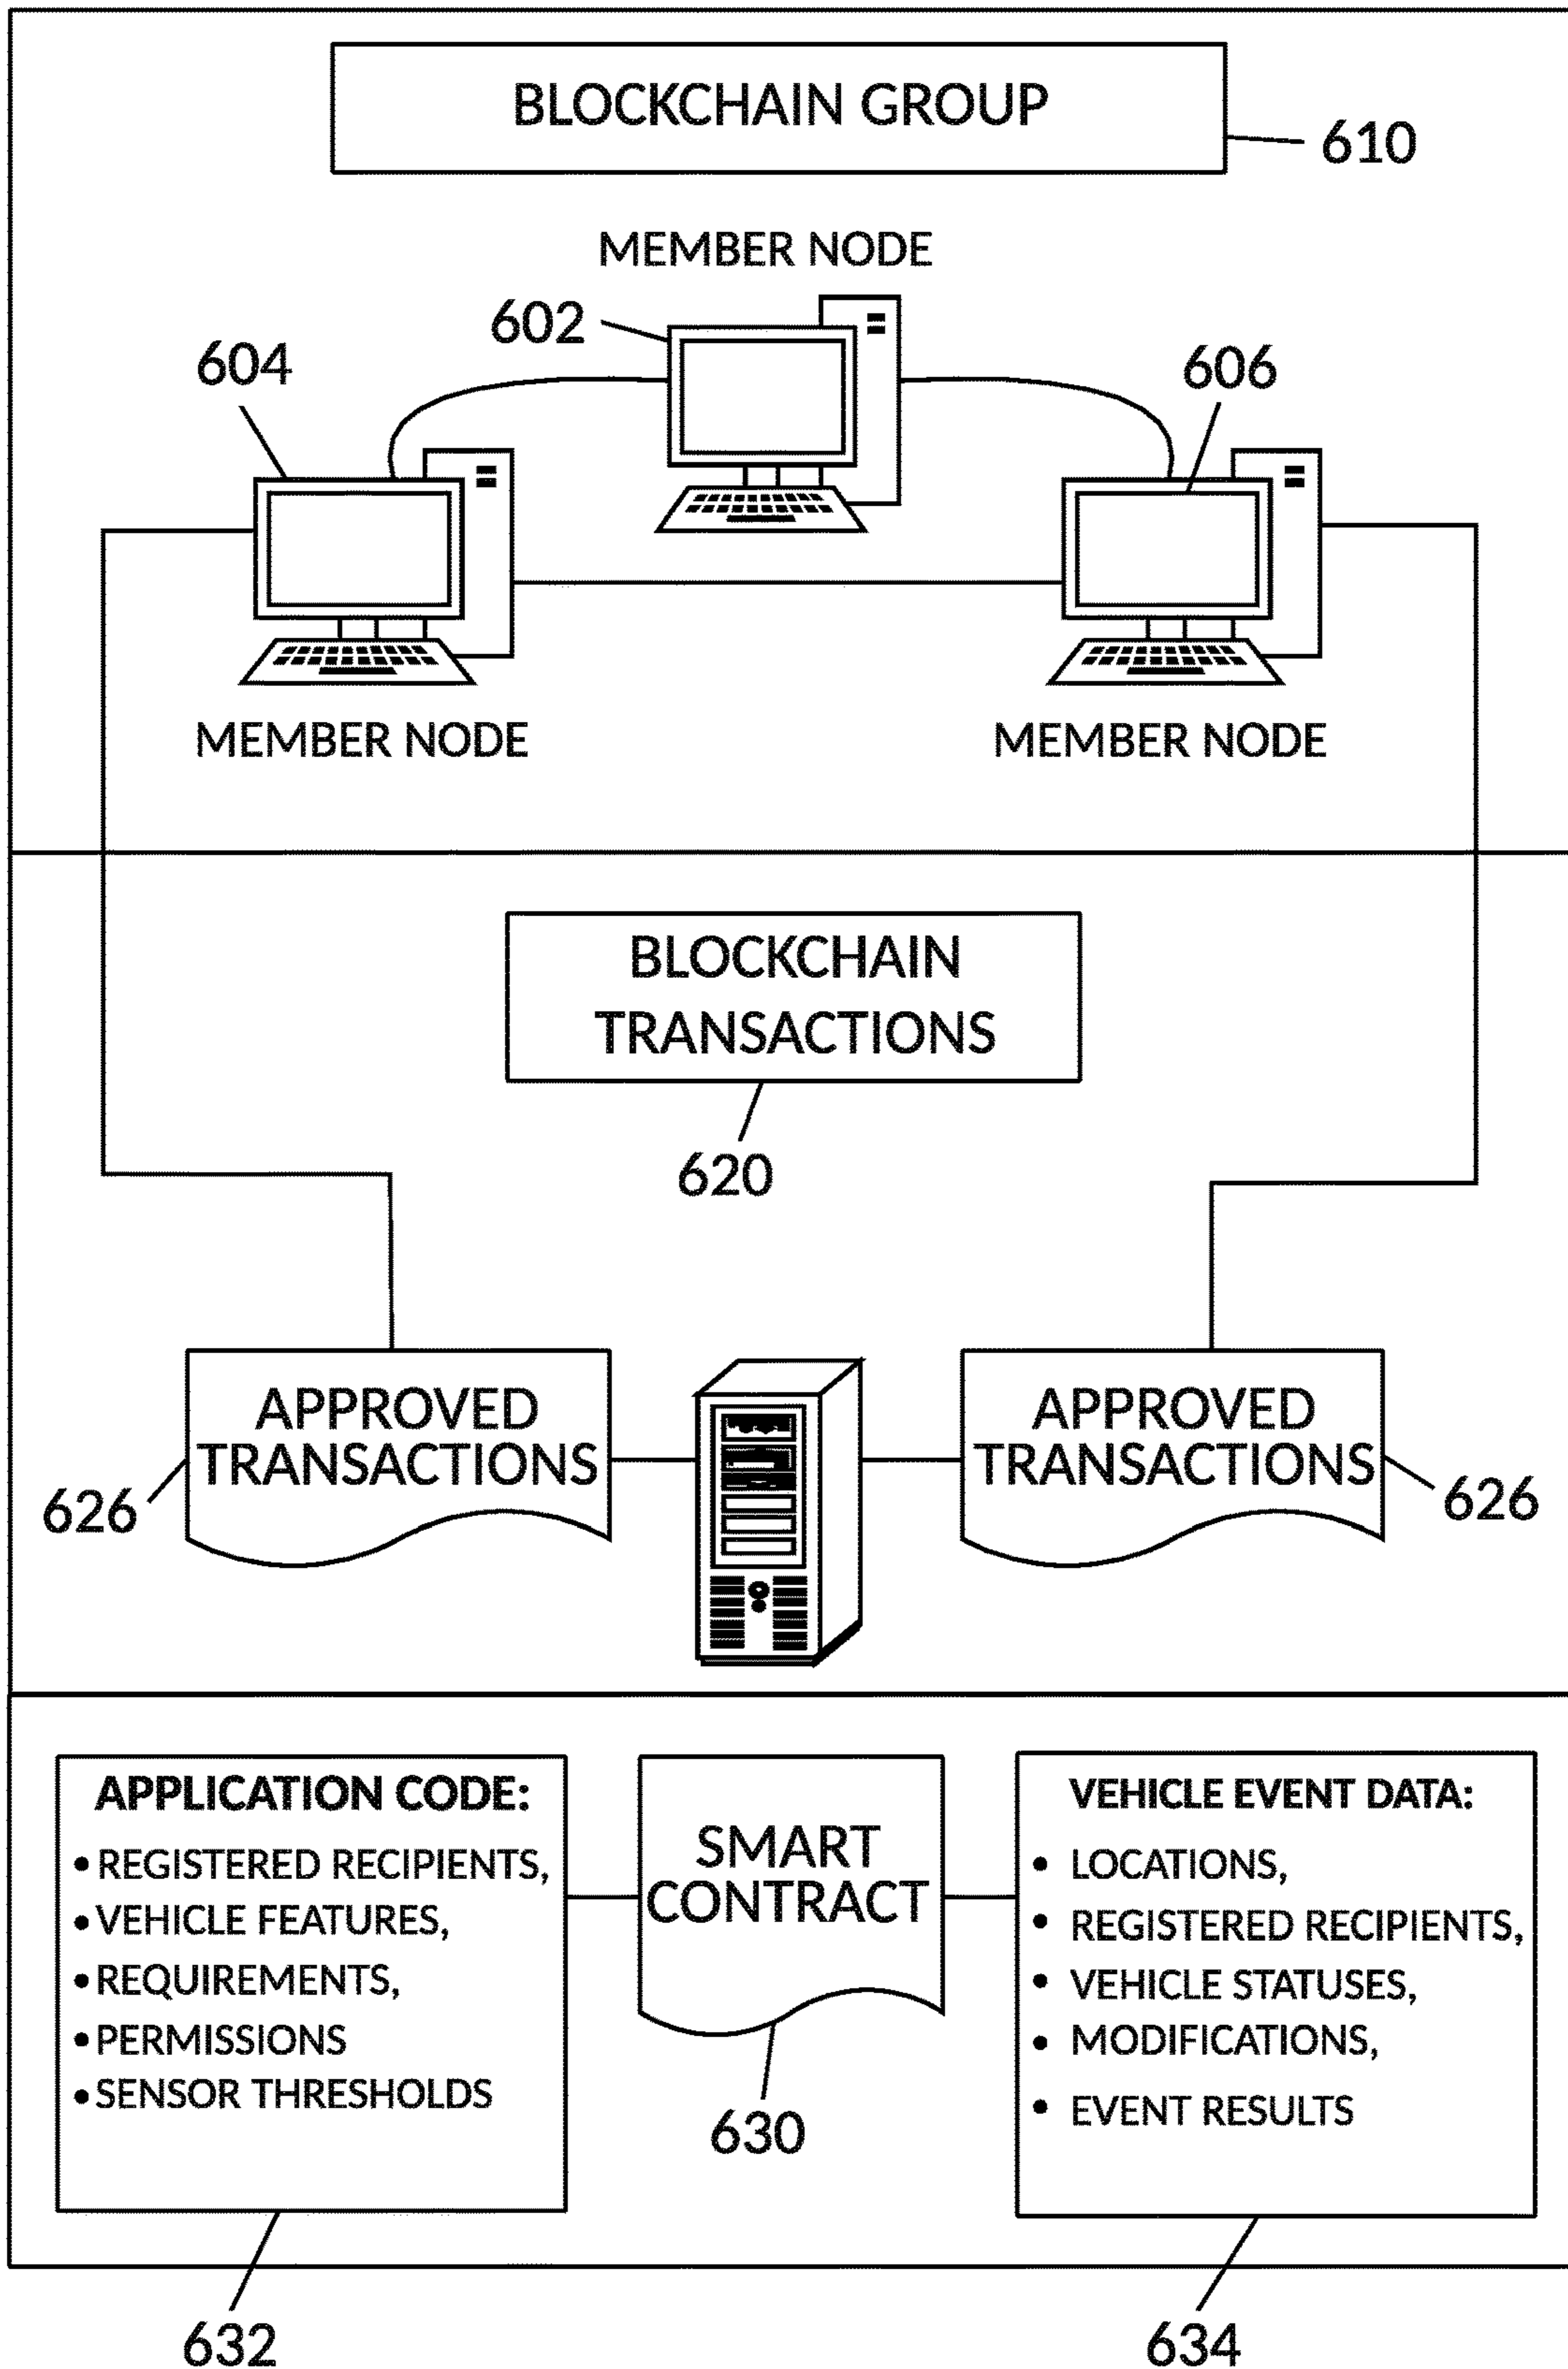 BLOCKCHAIN GROUP
610
MEMBER NODE
602
604
606
MEMBER NODE
MEMBER NODE
BLOCKCHAIN
TRANSACTIONS
620
APPROVED
TRANSACTIONS
626
APPROVED
TRANSACTIONS
626
APPLICATION CODE:
• REGISTERED RECIPIENTS,
• VEHICLE FEATURES,
• REQUIREMENTS,
• PERMISSIONS
• SENSOR THRESHOLDS
SMART
CONTRACT
630
VEHICLE EVENT DATA:
• LOCATIONS,
• REGISTERED RECIPIENTS,
• VEHICLE STATUSES,
• MODIFICATIONS,
• EVENT RESULTS
632
634